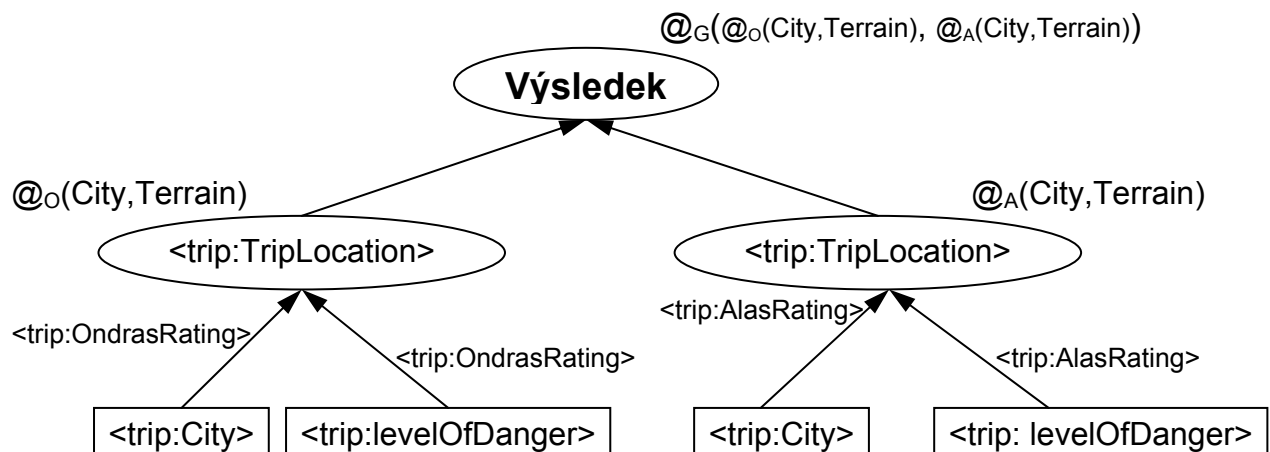 @G(@O(City,Terrain), @A(City,Terrain))
Výsledek
@O(City,Terrain)
@A(City,Terrain)
<trip:TripLocation>
<trip:TripLocation>
<trip:OndrasRating>
<trip:OndrasRating>
<trip:AlasRating>
<trip:AlasRating>
<trip:City>
<trip:levelOfDanger>
<trip:City>
<trip: levelOfDanger>